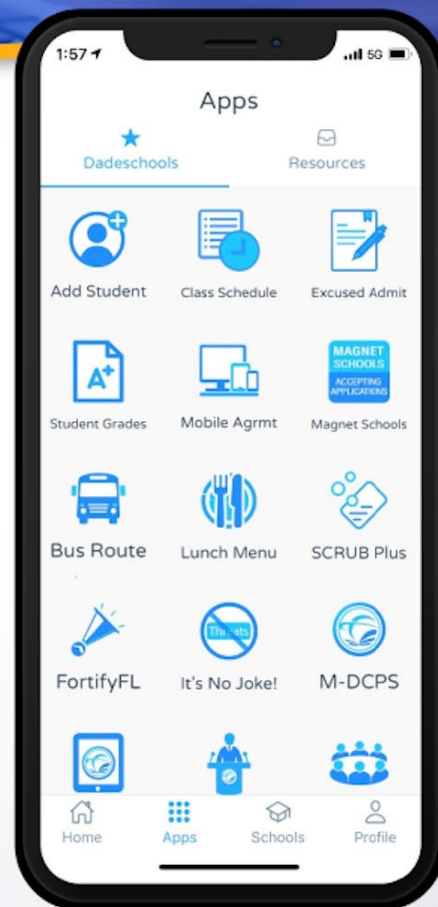 1:57
5G
Apps
Dadeschools
Resources
Add Student
Class Schedule
Excused Admit
A+
MAGNET
SCHOOLS
ACCEPTING
APPLICATIONS
Student Grades
Mobile Agrmt
Magnet Schools
Bus Route
Lunch Menu
SCRUB Plus
Threats
FortifyFL
It's No Joke!
M-DCPS
Home
Apps
Schools
Profile